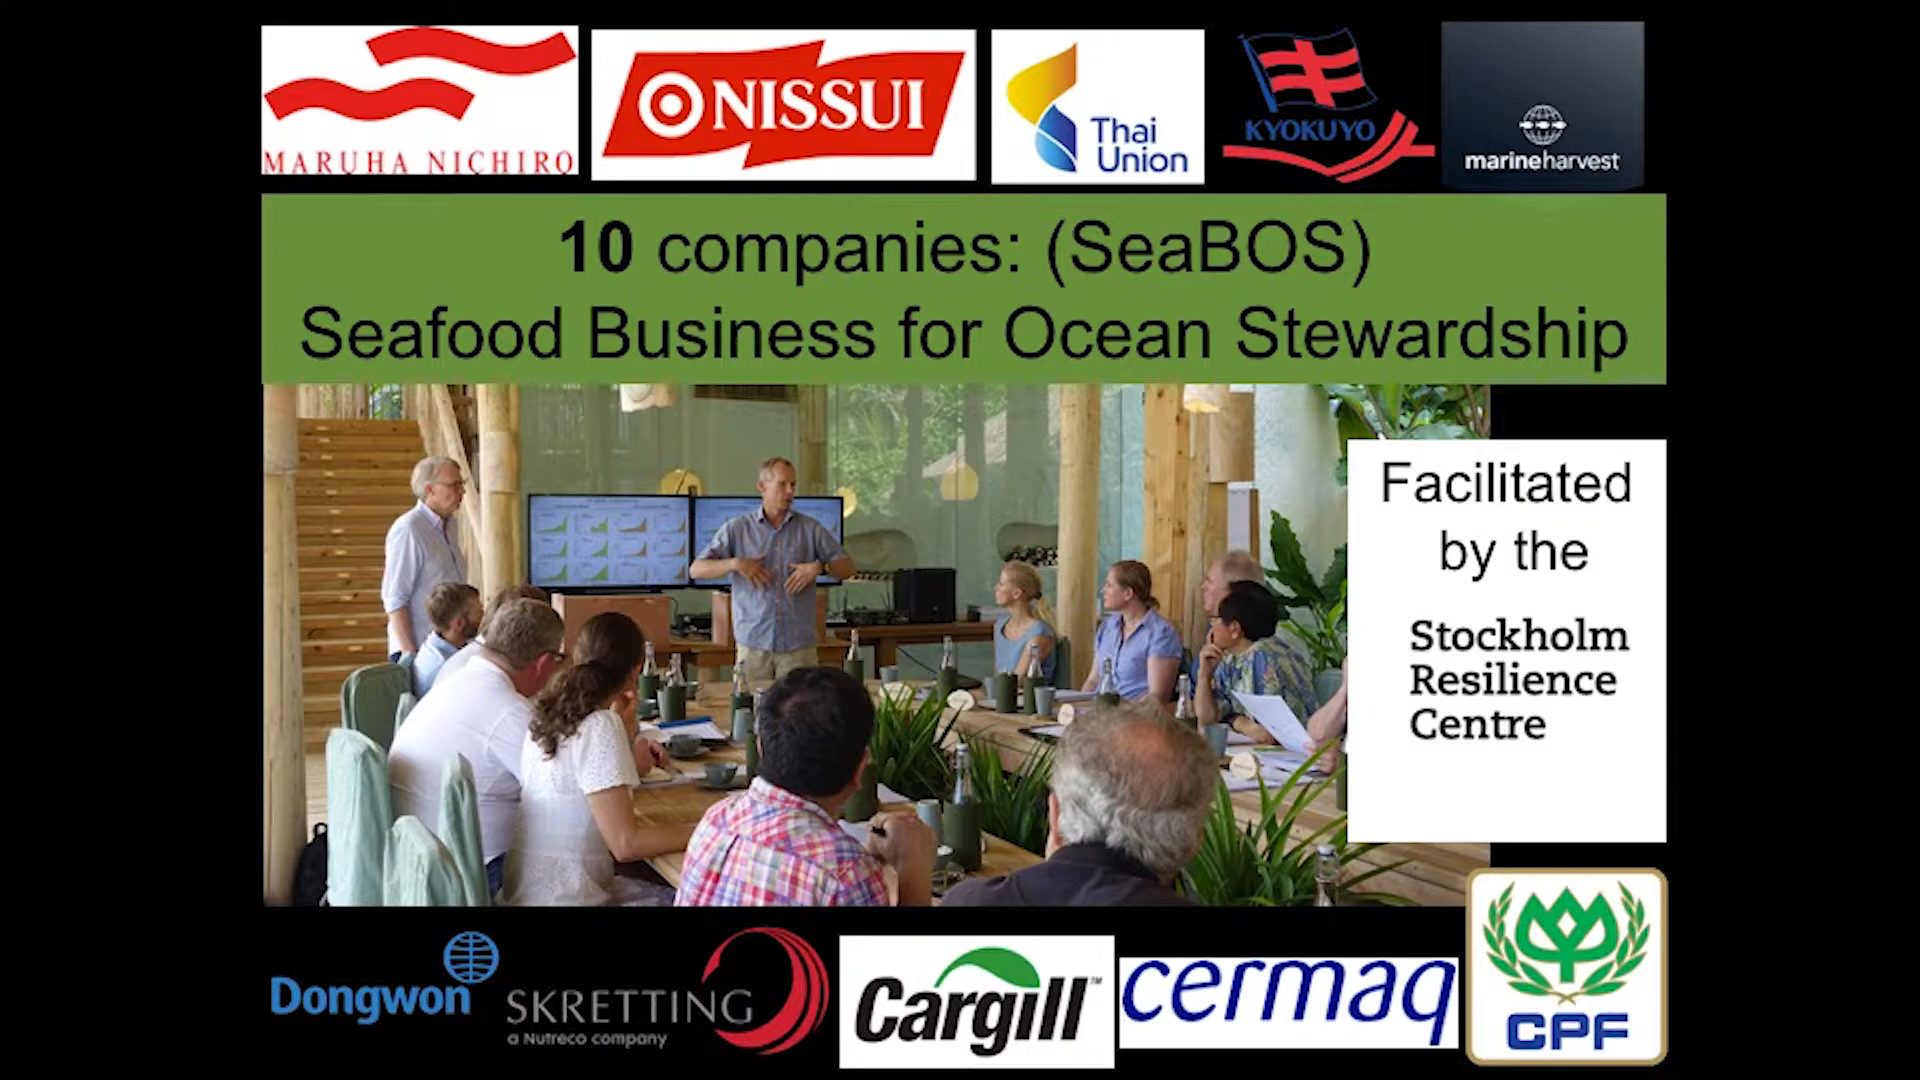 MARUHA NICHIRO
NISSUI
Thai
Union
KYOKUYO
marineharvest
10 companies: (SeaBOS)
Seafood Business for Ocean Stewardship
Facilitated
by the
Stockholm
Resilience
Centre
Dongwon
SKRETTING
a Nutreco company
Cargill™
cermaq
CPF